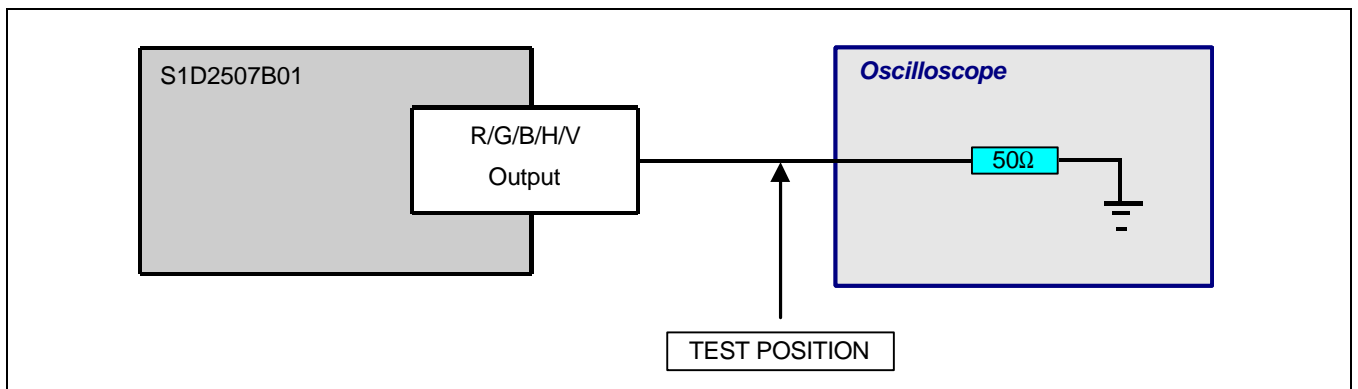 S1D2507B01
R/G/B/H/V
Output
Oscilloscope
50Ω
TEST POSITION